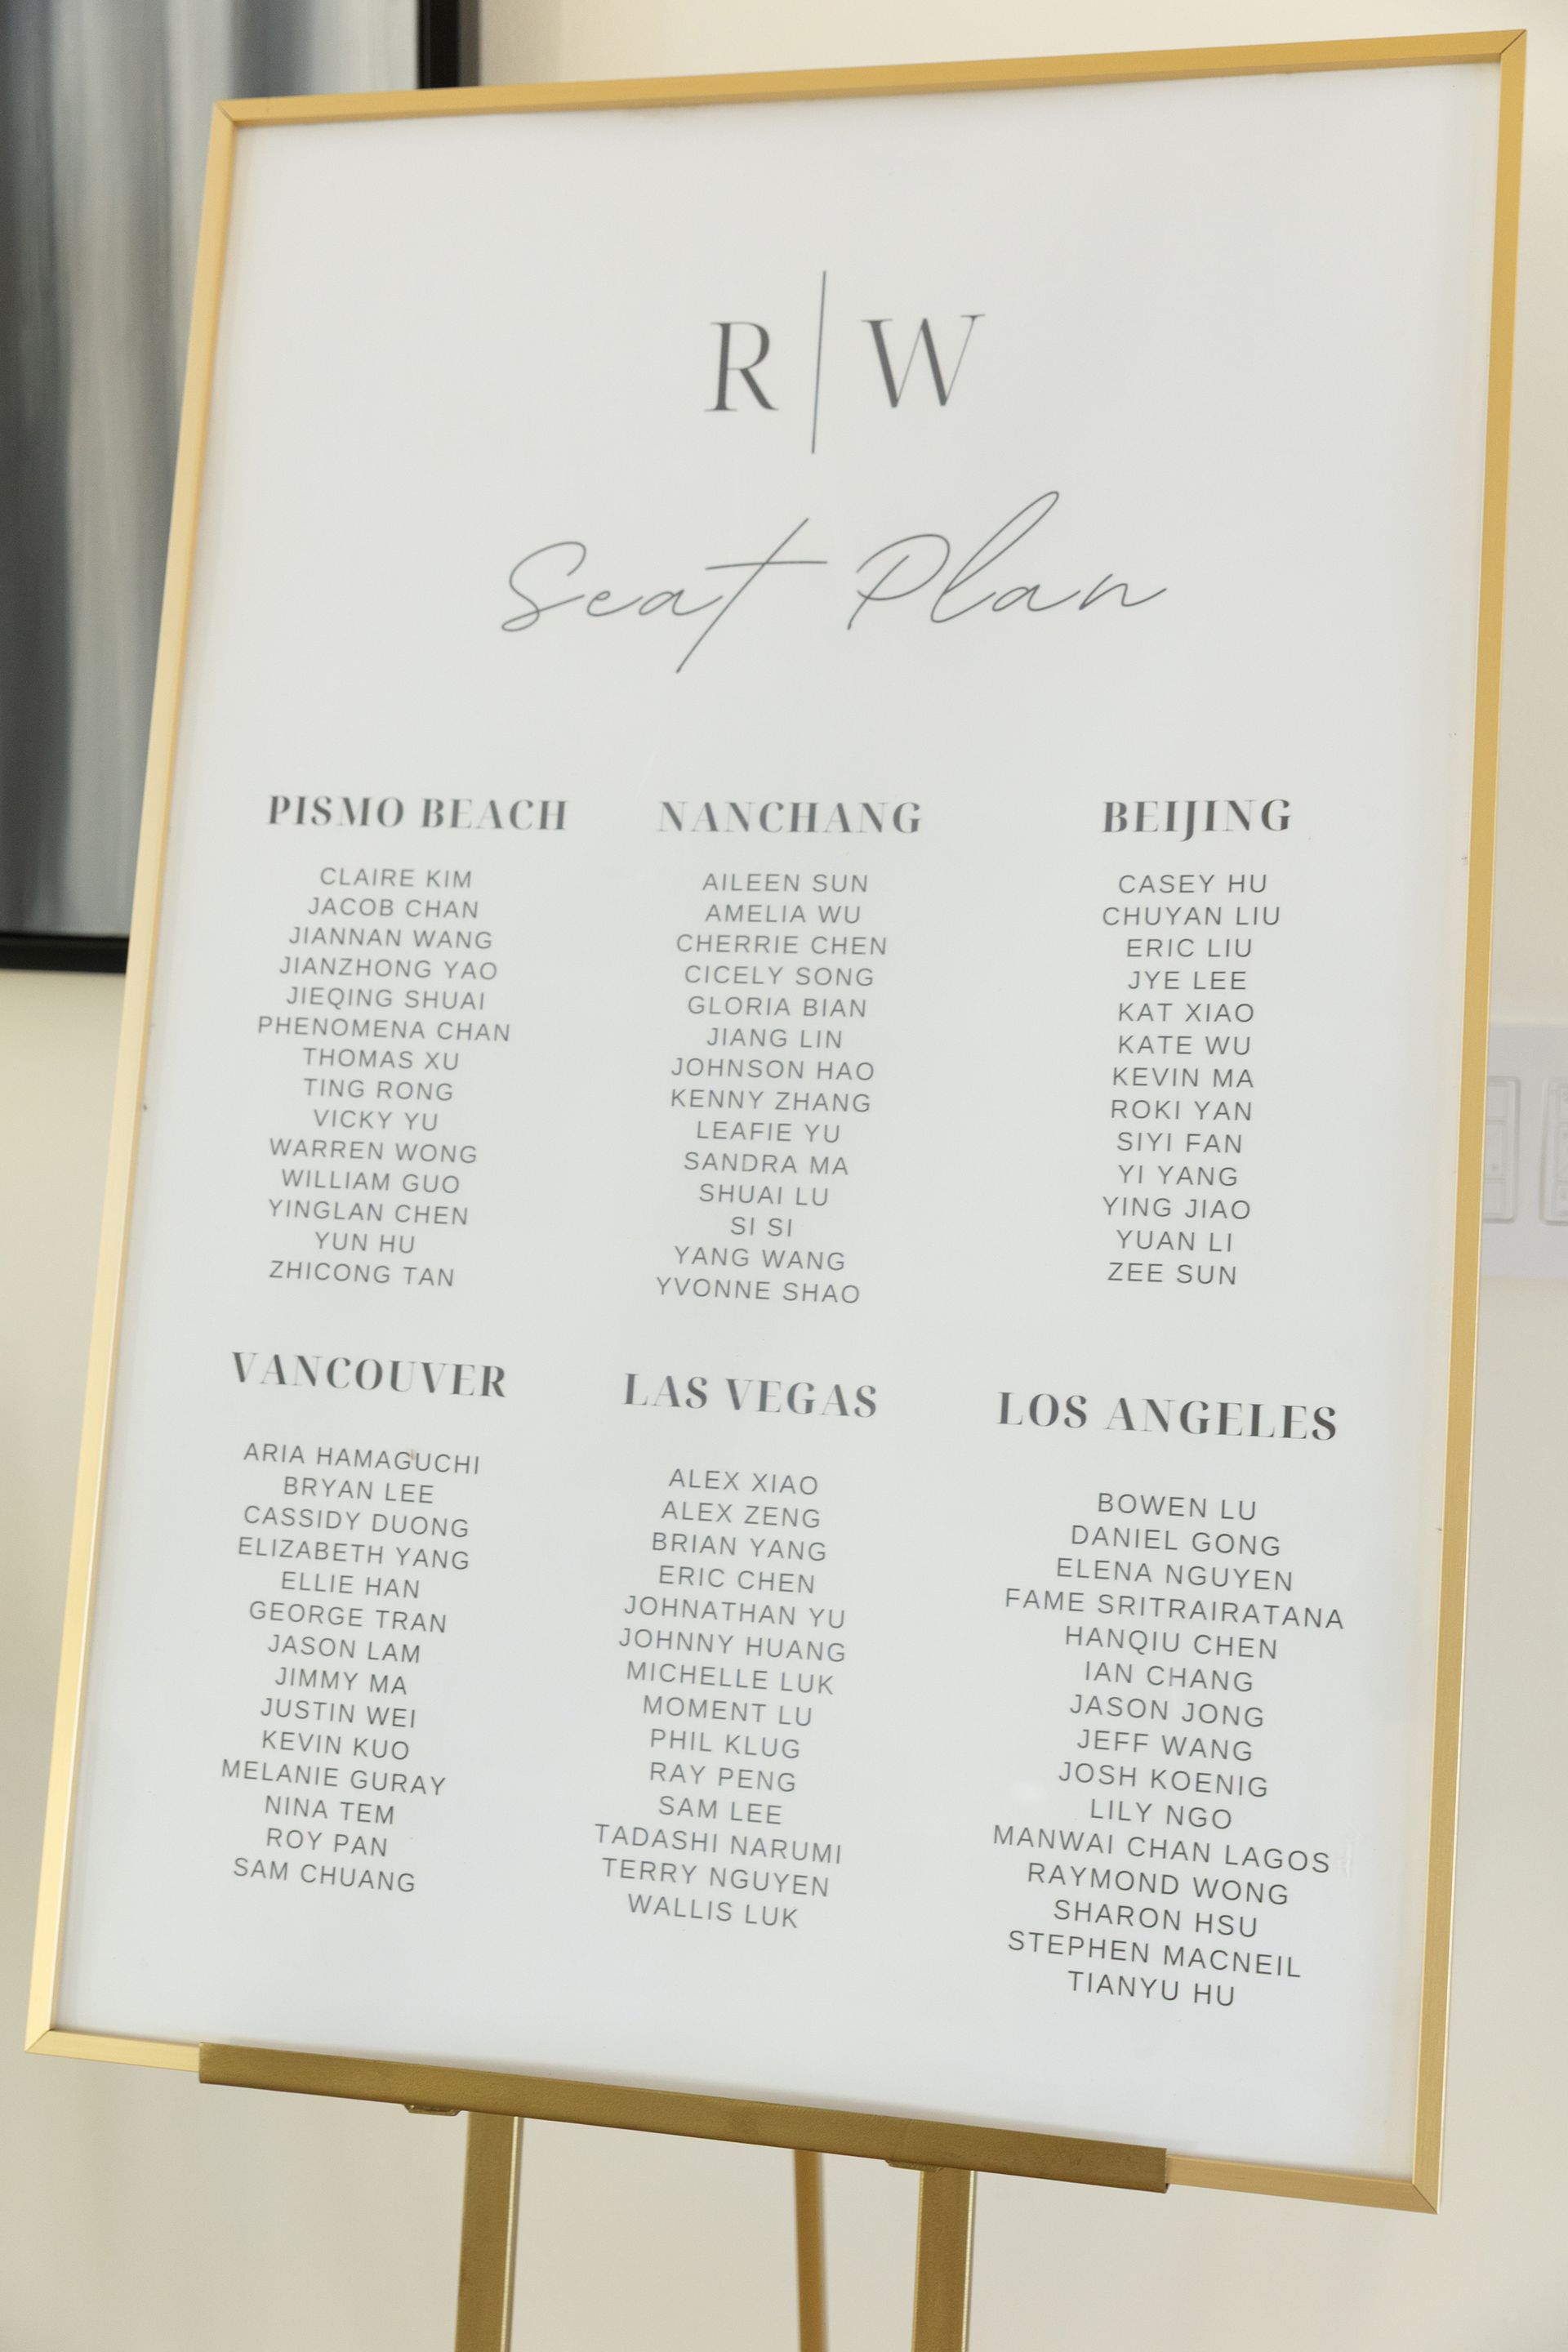 R | W
Seat Plan
PISMO BEACH
CLAIRE KIM
JACOB CHAN
JIANNAN WANG
JIANZHONG YAO
JIEQING SHUAI
PHENOMENA CHAN
THOMAS XU
TING RONG
VICKY YU
WARREN WONG
WILLIAM GUO
YINGLAN CHEN
YUN HU
ZHICONG TAN
NANCHANG
AILEEN SUN
AMELIA WU
CHERRIE CHEN
CICELY SONG
GLORIA BIAN
JIANG LIN
JOHNSON HAO
KENNY ZHANG
LEAFIE YU
SANDRA MA
SHUAI LU
SI SI
YANG WANG
YVONNE SHAO
BEIJING
CASEY HU
CHUYAN LIU
ERIC LIU
JYE LEE
KAT XIAO
KATE WU
KEVIN MA
ROKI YAN
SIYI FAN
YI YANG
YING JIAO
YUAN LI
ZEE SUN
VANCOUVER
ARIA HAMAGUCHI
BRYAN LEE
CASSIDY DUONG
ELIZABETH YANG
ELLIE HAN
GEORGE TRAN
JASON LAM
JIMMY MA
JUSTIN WEI
KEVIN KUO
MELANIE GURAY
NINA TEM
ROY PAN
SAM CHUANG
LAS VEGAS
ALEX XIAO
ALEX ZENG
BRIAN YANG
ERIC CHEN
JOHNATHAN YU
JOHNNY HUANG
MICHELLE LUK
MOMENT LU
PHIL KLUG
RAY PENG
SAM LEE
TADASHI NARUMI
TERRY NGUYEN
WALLIS LUK
LOS ANGELES
BOWEN LU
DANIEL GONG
ELENA NGUYEN
FAME SRITRAIRATANA
HANQIU CHEN
IAN CHANG
JASON JONG
JEFF WANG
JOSH KOENIG
LILY NGO
MANWAI CHAN LAGOS
RAYMOND WONG
SHARON HSU
STEPHEN MACNEIL
TIANYU HU